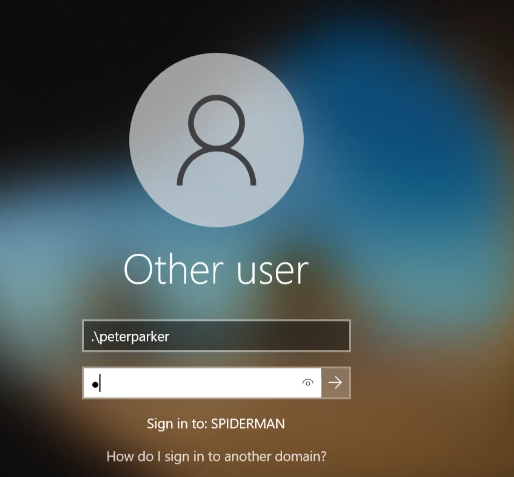 Other user
.\peterparker
Sign in to: SPIDERMAN
How do I sign in to another domain?